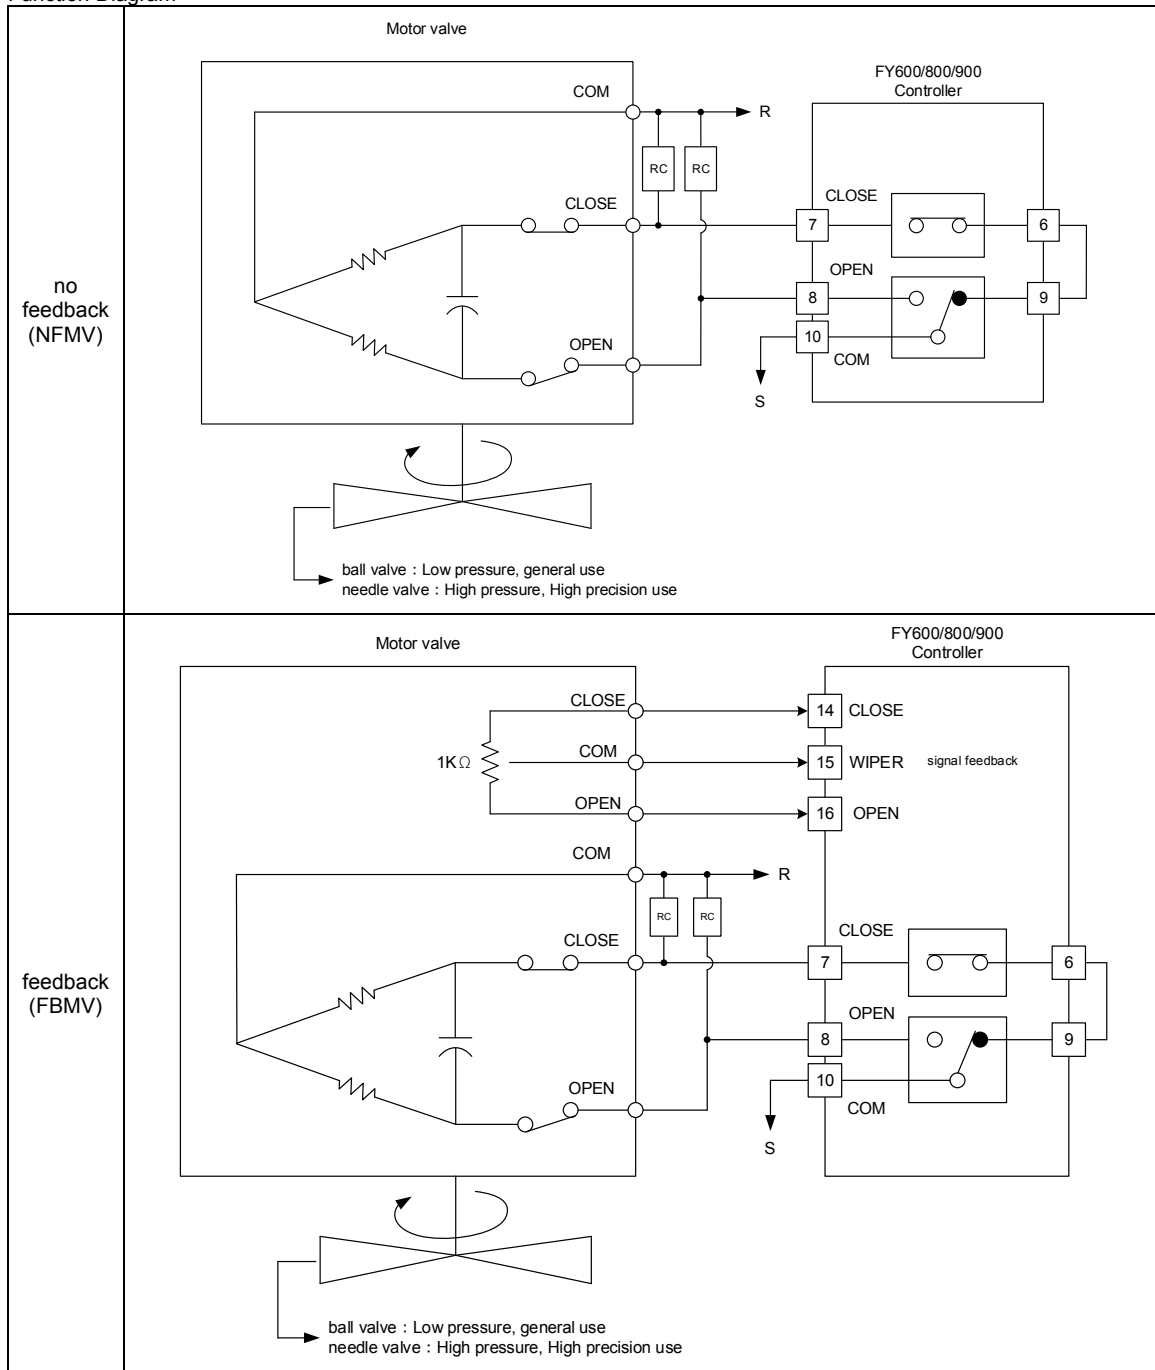 Function Diagram
no
feedback
(NFMV)
Motor valve
FY600/800/900
Controller
COM
R
RC
RC
CLOSE
CLOSE
7
6
OPEN
8
9
10
COM
OPEN
S
ball valve：Low pressure, general use
needle valve：High pressure, High precision use
feedback
(FBMV)
Motor valve
FY600/800/900
Controller
CLOSE
14
CLOSE
1KΩ
COM
15
WIPER
signal feedback
OPEN
16
OPEN
COM
R
RC
RC
CLOSE
CLOSE
7
6
OPEN
8
9
10
COM
OPEN
S
ball valve：Low pressure, general use
needle valve：High pressure, High precision use